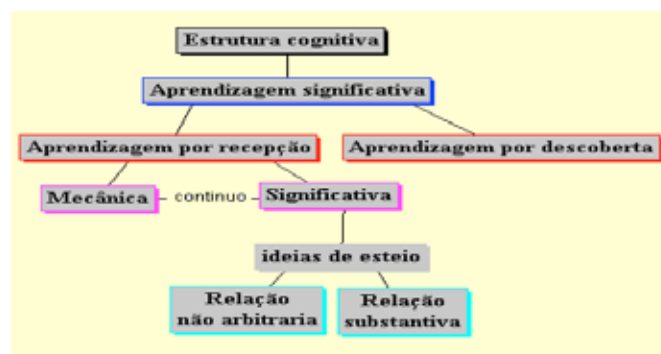 Estrutura cognitiva
Aprendizagem significativa
Aprendizagem por recepção
Aprendizagem por descoberta
Mecânica
continuo
Significativa
ideias de esteio
Relação
não arbitraria
Relação
substantiva